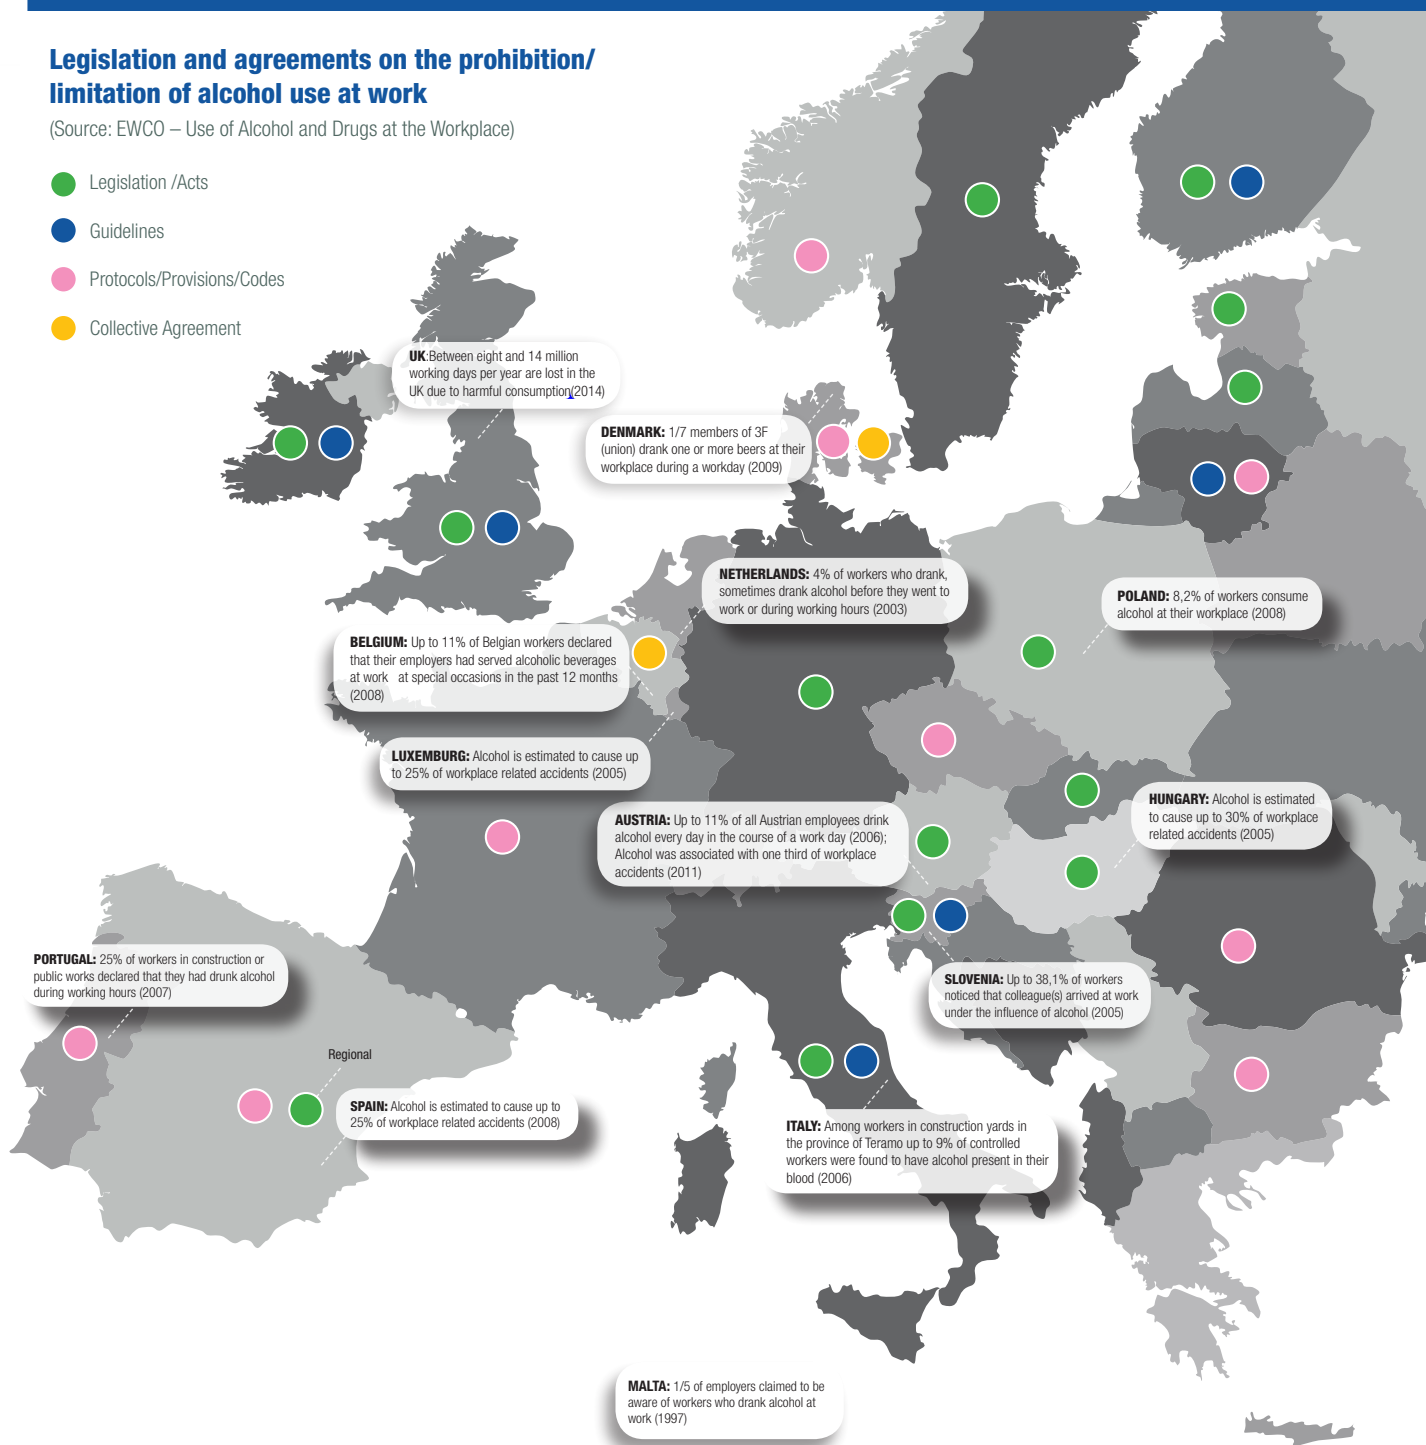 Legislation and agreements on the prohibition/
limitation of alcohol use at work
(Source: EWCO – Use of Alcohol and Drugs at the Workplace)
Legislation /Acts
Guidelines
Protocols/Provisions/Codes
Collective Agreement
UK:Between eight and 14 million
working days per year are lost in the
UK due to harmful consumption(2014)
DENMARK: 1/7 members of 3F
(union) drank one or more beers at their
workplace during a workday (2009)
NETHERLANDS: 4% of workers who drank,
sometimes drank alcohol before they went to
work or during working hours (2003)
POLAND: 8,2% of workers consume
alcohol at their workplace (2008)
BELGIUM: Up to 11% of Belgian workers declared
that their employers had served alcoholic beverages
at work at special occasions in the past 12 months
(2008)
LUXEMBURG: Alcohol is estimated to cause up
to 25% of workplace related accidents (2005)
HUNGARY: Alcohol is estimated
to cause up to 30% of workplace
related accidents (2005)
AUSTRIA: Up to 11% of all Austrian employees drink
alcohol every day in the course of a work day (2006);
Alcohol was associated with one third of workplace
accidents (2011)
PORTUGAL: 25% of workers in construction or
public works declared that they had drunk alcohol
during working hours (2007)
SLOVENIA: Up to 38,1% of workers
noticed that colleague(s) arrived at work
under the influence of alcohol (2005)
Regional
SPAIN: Alcohol is estimated to cause up to
25% of workplace related accidents (2008)
ITALY: Among workers in construction yards in
the province of Teramo up to 9% of controlled
workers were found to have alcohol present in their
blood (2006)
MALTA: 1/5 of employers claimed to be
aware of workers who drank alcohol at
work (1997)